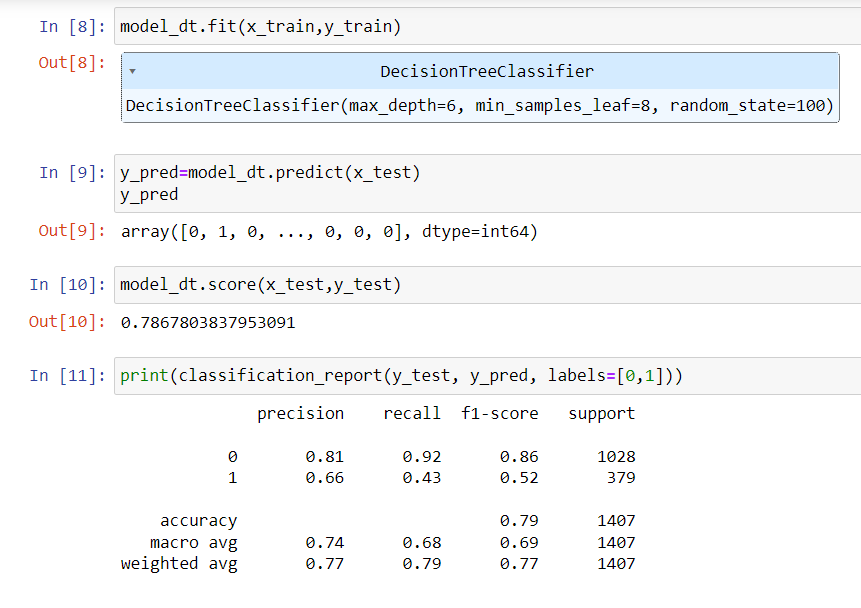 In [8]: model_dt.fit(x_train,y_train)
Out[8]: ▾ DecisionTreeClassifier
DecisionTreeClassifier(max_depth=6, min_samples_leaf=8, random_state=100)
In [9]: y_pred=model_dt.predict(x_test)
y_pred
Out[9]: array([0, 1, 0, ..., 0, 0, 0], dtype=int64)
In [10]: model_dt.score(x_test,y_test)
Out[10]: 0.7867803837953091
In [11]: print(classification_report(y_test, y_pred, labels=[0,1]))
precision recall f1-score support
0 0.81 0.92 0.86 1028
1 0.66 0.43 0.52 379
accuracy 0.79 1407
macro avg 0.74 0.68 0.69 1407
weighted avg 0.77 0.79 0.77 1407